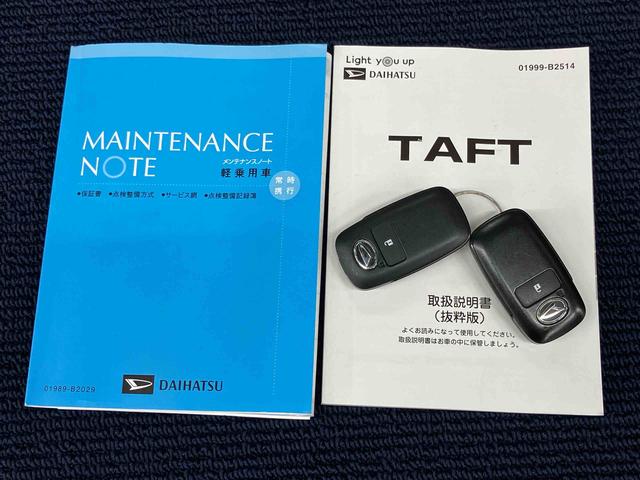 MAINTENANCE
NOTE
メンテナンスノート
軽乗用車
常時
携行
●保証書 ●点検整備方式 ●サービス網 ●点検整備記録簿
DAIHATSU
01989-B2029
Light you up
DAIHATSU
01999-B2514
TAFT
取扱説明書
（抜粋版）
よくお読みになって使用してください。
取扱説明書はお車の中に保管しましょう。